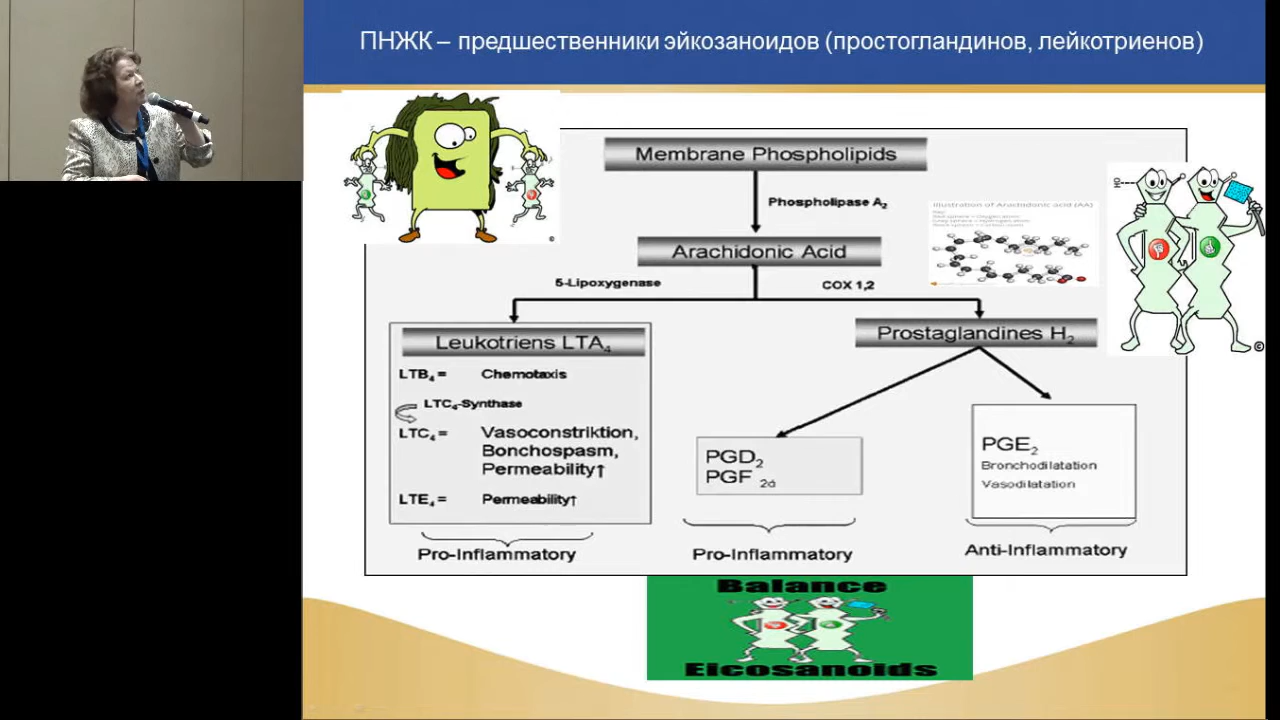 ПНЖК – предшественники эйкозаноидов (простогландинов, лейкотриенов)
Membrane Phospholipids
Phospholipase A₂
Illustration of Arachidonic acid (AA)
HO
Arachidonic Acid
5-Lipoxygenase
COX 1,2
Leukotriens LTA₄
Prostaglandines H₂
LTB₄ = Chemotaxis
LTC₄-Synthase
LTC₄ = Vasoconstriktion,
Bonchospasm,
Permeability↑
LTE₄ = Permeability↑
PGD₂
PGF
PGE₂
Bronchodilatation
Vasodilatation
Pro-Inflammatory
Pro-Inflammatory
Anti-Inflammatory
©
©
Balance
Eicosanoids